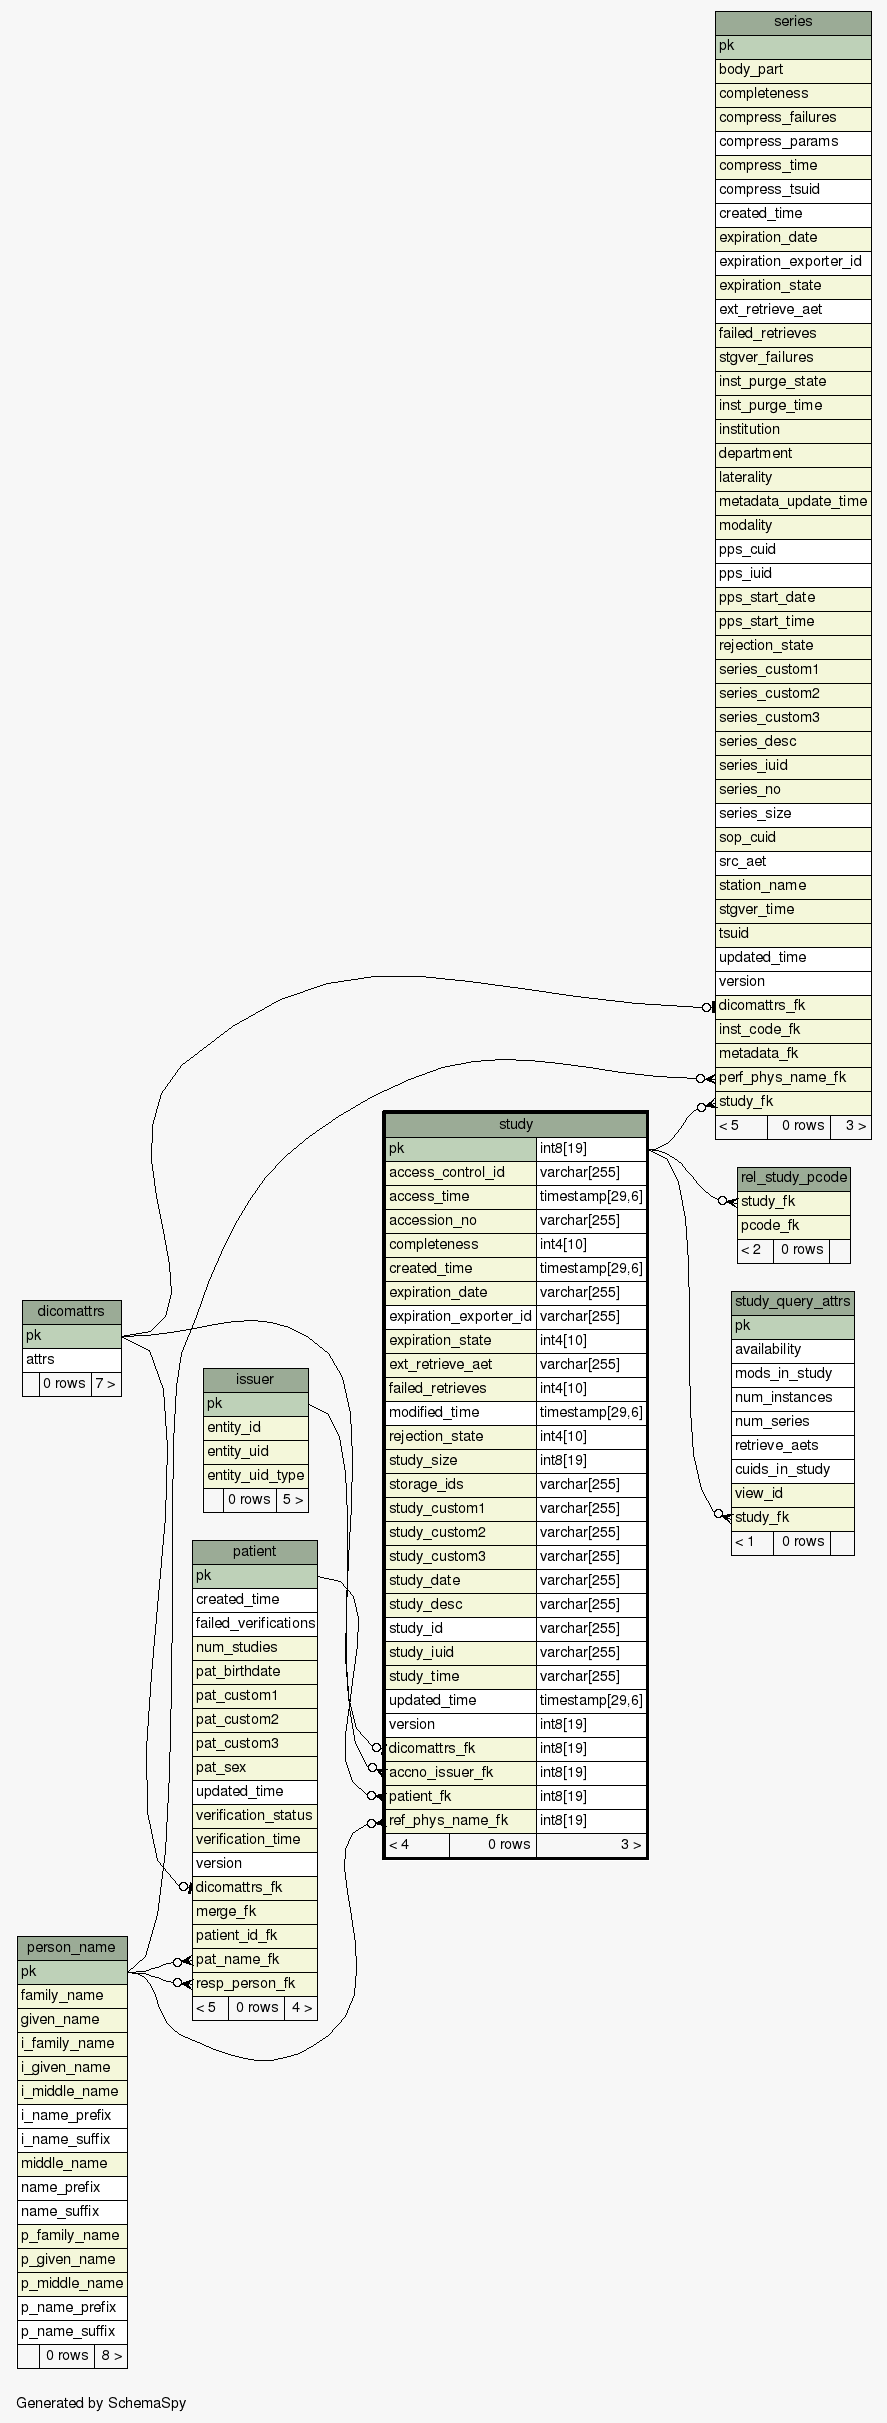 series
pk
body_part
completeness
compress_failures
compress_params
compress_time
compress_tsuid
created_time
expiration_date
expiration_exporter_id
expiration_state
ext_retrieve_aet
failed_retrieves
stgver_failures
inst_purge_state
inst_purge_time
institution
department
laterality
metadata_update_time
modality
pps_cuid
pps_iuid
pps_start_date
pps_start_time
rejection_state
series_custom1
series_custom2
series_custom3
series_desc
series_iuid
series_no
series_size
sop_cuid
src_aet
station_name
stgver_time
tsuid
updated_time
version
dicomattrs_fk
inst_code_fk
metadata_fk
perf_phys_name_fk
study_fk
< 5 0 rows 3 >
study
pk int8[19]
access_control_id varchar[255]
access_time timestamp[29,6]
accession_no varchar[255]
completeness int4[10]
created_time timestamp[29,6]
expiration_date varchar[255]
expiration_exporter_id varchar[255]
expiration_state int4[10]
ext_retrieve_aet varchar[255]
failed_retrieves int4[10]
modified_time timestamp[29,6]
rejection_state int4[10]
study_size int8[19]
storage_ids varchar[255]
study_custom1 varchar[255]
study_custom2 varchar[255]
study_custom3 varchar[255]
study_date varchar[255]
study_desc varchar[255]
study_id varchar[255]
study_iuid varchar[255]
study_time varchar[255]
updated_time timestamp[29,6]
version int8[19]
dicomattrs_fk int8[19]
accno_issuer_fk int8[19]
patient_fk int8[19]
ref_phys_name_fk int8[19]
< 4 0 rows 3 >
rel_study_pcode
study_fk
pcode_fk
< 2 0 rows
study_query_attrs
pk
availability
mods_in_study
num_instances
num_series
retrieve_aets
cuids_in_study
view_id
study_fk
< 1 0 rows
dicomattrs
pk
attrs
0 rows 7 >
issuer
pk
entity_id
entity_uid
entity_uid_type
0 rows 5 >
patient
pk
created_time
failed_verifications
num_studies
pat_birthdate
pat_custom1
pat_custom2
pat_custom3
pat_sex
updated_time
verification_status
verification_time
version
dicomattrs_fk
merge_fk
patient_id_fk
pat_name_fk
resp_person_fk
< 5 0 rows 4 >
person_name
pk
family_name
given_name
i_family_name
i_given_name
i_middle_name
i_name_prefix
i_name_suffix
middle_name
name_prefix
name_suffix
p_family_name
p_given_name
p_middle_name
p_name_prefix
p_name_suffix
0 rows 8 >
Generated by SchemaSpy